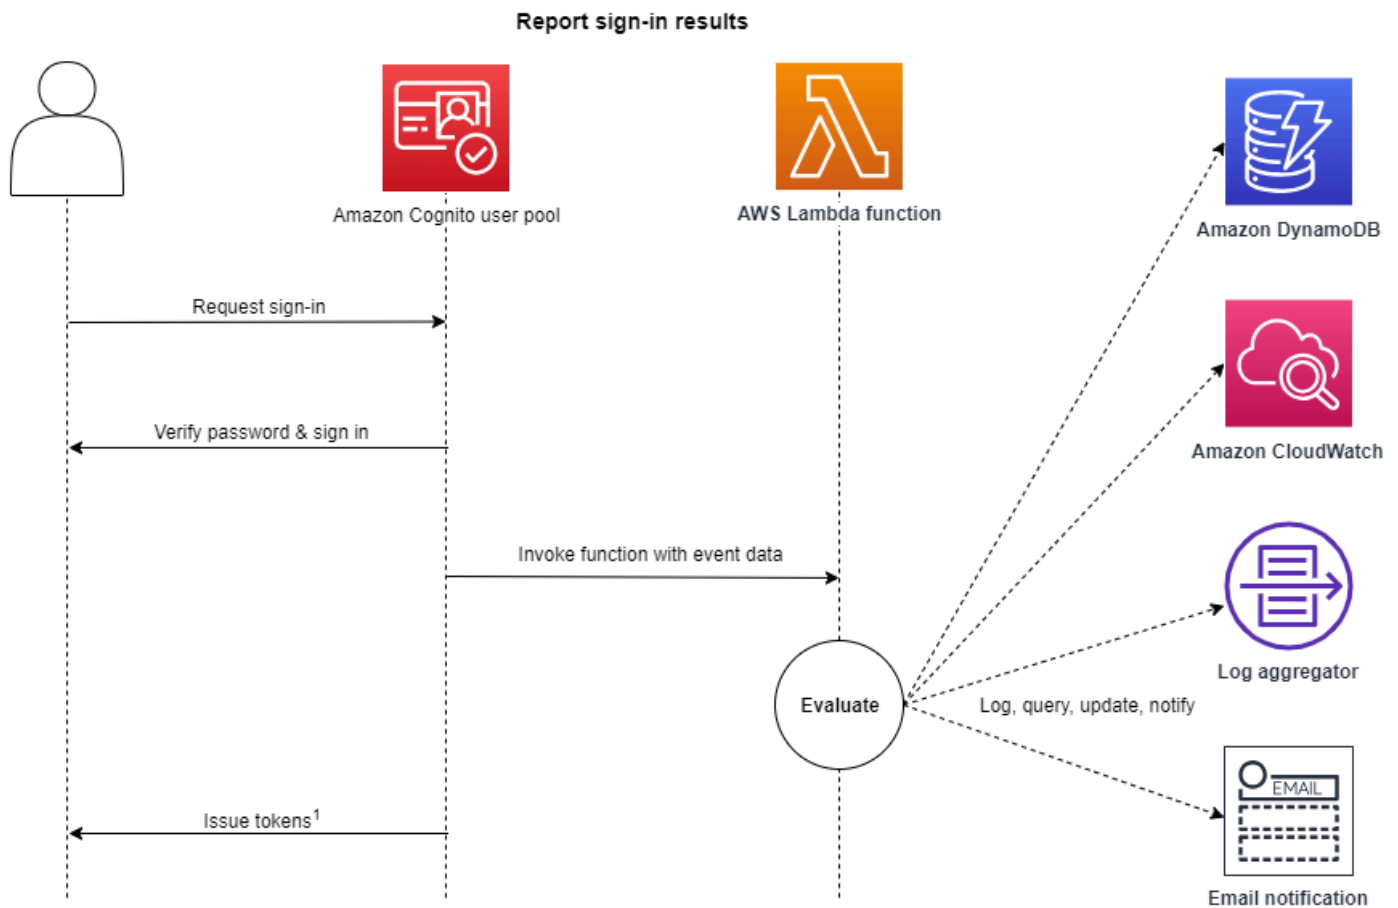 Report sign-in results
Amazon Cognito user pool
AWS Lambda function
Amazon DynamoDB
Request sign-in
Verify password & sign in
Amazon CloudWatch
Invoke function with event data
Log aggregator
Evaluate
Log, query, update, notify
EMAIL
Issue tokens¹
Email notification